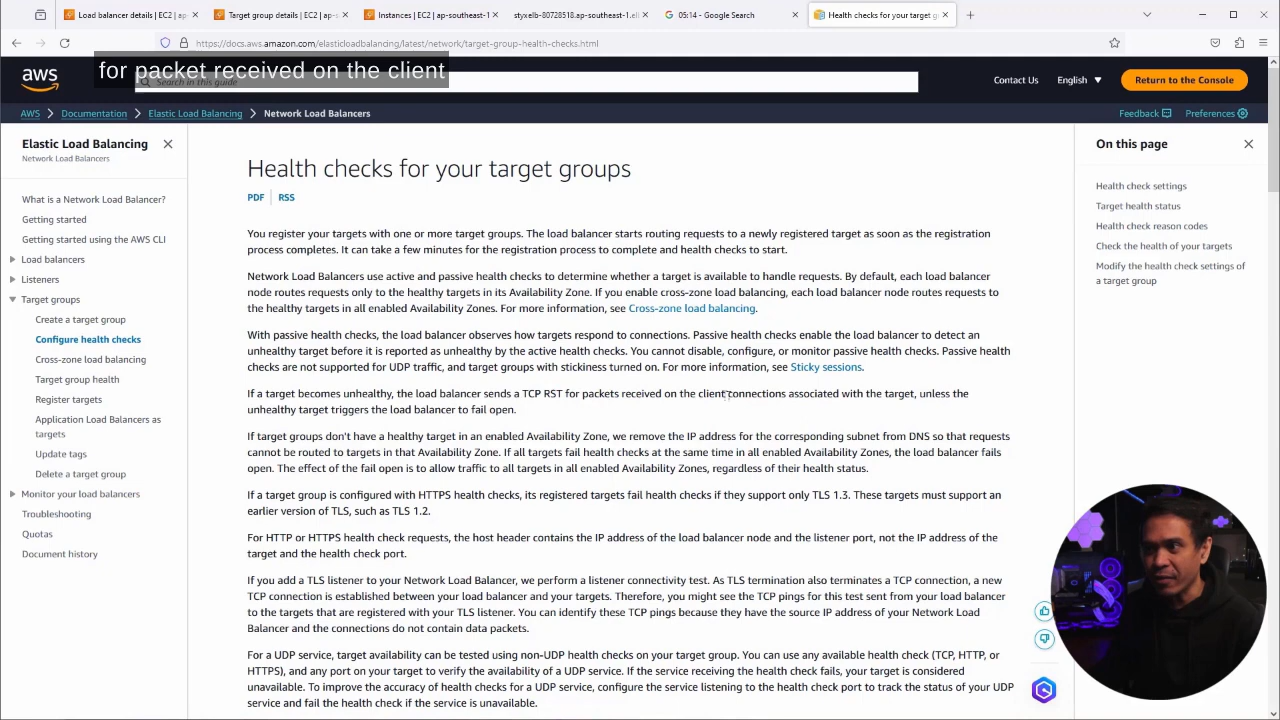 Load balancer details | EC2 | ap-
Target group details | EC2 | ap-s
Instances | EC2 | ap-southeast-1
styxelb-80728518.ap-southeast-1.el
05:14 - Google Search
Health checks for your target g
https://docs.aws.amazon.com/elasticloadbalancing/latest/network/target-group-health-checks.html
for packet received on the client
aws
Search in this guide
Contact Us
English
Return to the Console
AWS > Documentation > Elastic Load Balancing > Network Load Balancers
Feedback
Preferences
Elastic Load Balancing
Network Load Balancers
What is a Network Load Balancer?
Getting started
Getting started using the AWS CLI
Load balancers
Listeners
Target groups
Create a target group
Configure health checks
Cross-zone load balancing
Target group health
Register targets
Application Load Balancers as
targets
Update tags
Delete a target group
Monitor your load balancers
Troubleshooting
Quotas
Document history
Health checks for your target groups
PDF | RSS
You register your targets with one or more target groups. The load balancer starts routing requests to a newly registered target as soon as the registration
process completes. It can take a few minutes for the registration process to complete and health checks to start.
Network Load Balancers use active and passive health checks to determine whether a target is available to handle requests. By default, each load balancer
node routes requests only to the healthy targets in its Availability Zone. If you enable cross-zone load balancing, each load balancer node routes requests to
the healthy targets in all enabled Availability Zones. For more information, see Cross-zone load balancing.
With passive health checks, the load balancer observes how targets respond to connections. Passive health checks enable the load balancer to detect an
unhealthy target before it is reported as unhealthy by the active health checks. You cannot disable, configure, or monitor passive health checks. Passive health
checks are not supported for UDP traffic, and target groups with stickiness turned on. For more information, see Sticky sessions.
If a target becomes unhealthy, the load balancer sends a TCP RST for packets received on the client connections associated with the target, unless the
unhealthy target triggers the load balancer to fail open.
If target groups don't have a healthy target in an enabled Availability Zone, we remove the IP address for the corresponding subnet from DNS so that requests
cannot be routed to targets in that Availability Zone. If all targets fail health checks at the same time in all enabled Availability Zones, the load balancer fails
open. The effect of the fail open is to allow traffic to all targets in all enabled Availability Zones, regardless of their health status.
If a target group is configured with HTTPS health checks, its registered targets fail health checks if they support only TLS 1.3. These targets must support an
earlier version of TLS, such as TLS 1.2.
For HTTP or HTTPS health check requests, the host header contains the IP address of the load balancer node and the listener port, not the IP address of the
target and the health check port.
If you add a TLS listener to your Network Load Balancer, we perform a listener connectivity test. As TLS termination also terminates a TCP connection, a new
TCP connection is established between your load balancer and your targets. Therefore, you might see the TCP pings for this test sent from your load balancer
to the targets that are registered with your TLS listener. You can identify these TCP pings because they have the source IP address of your Network Load
Balancer and the connections do not contain data packets.
For a UDP service, target availability can be tested using non-UDP health checks on your target group. You can use any available health check (TCP, HTTP, or
HTTPS), and any port on your target to verify the availability of a UDP service. If the service receiving the health check fails, your target is considered
unavailable. To improve the accuracy of health checks for a UDP service, configure the service listening to the health check port to track the status of your UDP
service and fail the health check if the service is unavailable.
On this page
Health check settings
Target health status
Health check reason codes
Check the health of your targets
Modify the health check settings of
a target group